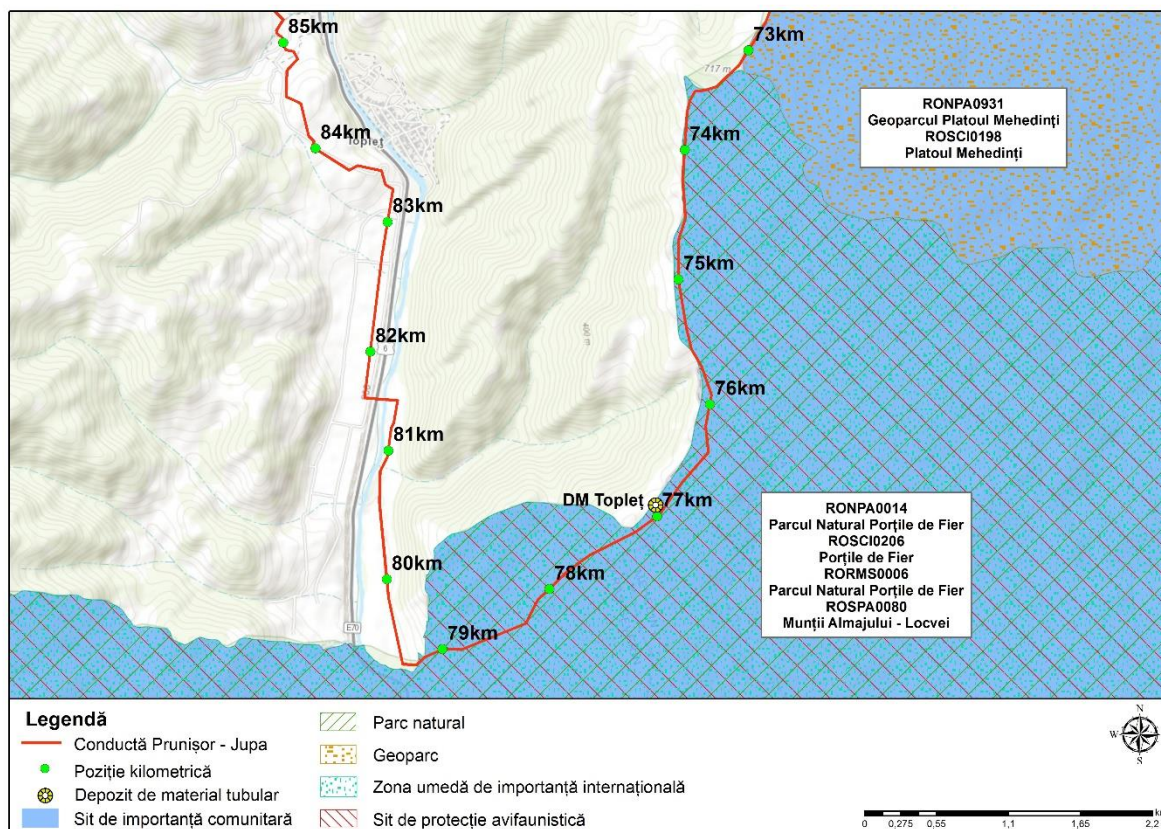 85km
73km
717 m
84km
Topleț
74km
83km
75km
400 m
82km
6
76km
81km
DM Topleț
77km
80km
78km
79km
E70
RONPA0931
Geoparcul Platoul Mehedinți
ROSCI0198
Platoul Mehedinți
RONPA0014
Parcul Natural Porțile de Fier
ROSCI0206
Porțile de Fier
RORMS0006
Parcul Natural Porțile de Fier
ROSPA0080
Munții Almajului - Locvei
Legendă
Conductă Prunișor - Jupa
Poziție kilometrică
Depozit de material tubular
Sit de importanță comunitară
Parc natural
Geoparc
Zona umedă de importanță internațională
Sit de protecție avifaunistică
N
W E
S
0 0,275 0,55 1,1 1,65 2,2